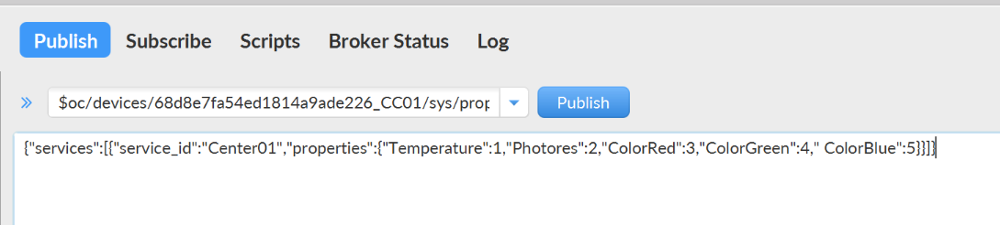 Publish Subscribe Scripts Broker Status Log
» $oc/devices/68d8e7fa54ed1814a9ade226_CC01/sys/prop Publish
{"services":[{"service_id":"Center01","properties":{"Temperature":1,"Photores":2,"ColorRed":3,"ColorGreen":4," ColorBlue":5}}]}